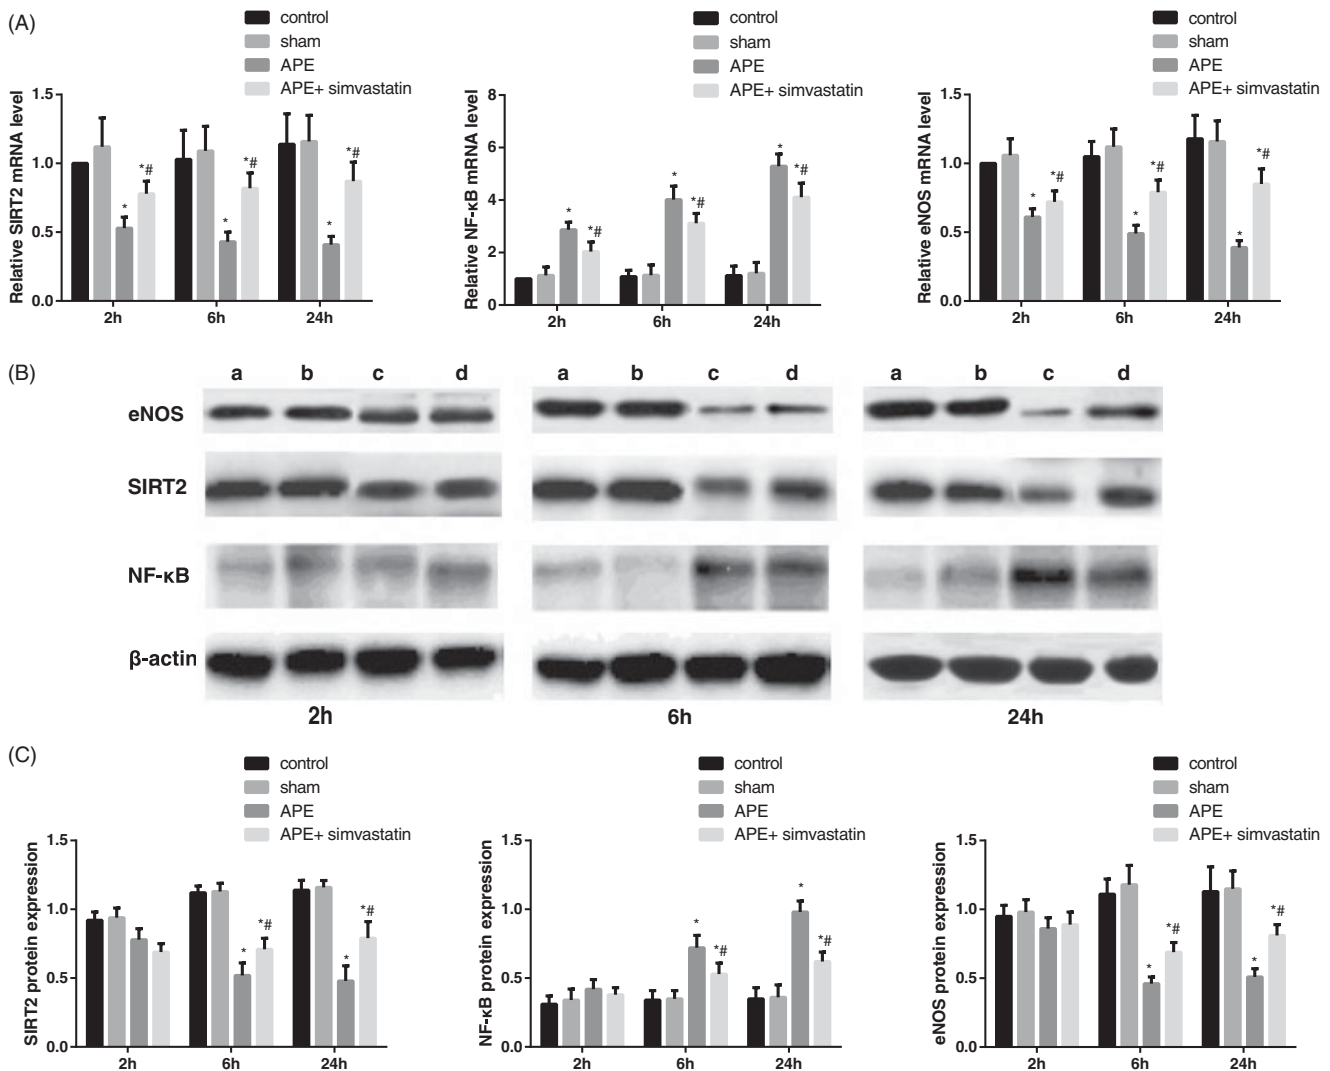 (A)
control
sham
APE
APE+ simvastatin
Relative SIRT2 mRNA level
1.5
1.0
0.5
0.0
* *# * *# * *#
2h 6h 24h
control
sham
APE
APE+ simvastatin
Relative NF-κB mRNA level
8
6
4
2
0
* *# * *# * *#
2h 6h 24h
control
sham
APE
APE+ simvastatin
Relative eNOS mRNA level
1.5
1.0
0.5
0.0
* *# * *# * *#
2h 6h 24h
(B)
a b c d a b c d a b c d
eNOS
SIRT2
NF-κB
β-actin
2h 6h 24h
(C)
control
sham
APE
APE+ simvastatin
SIRT2 protein expression
1.5
1.0
0.5
0.0
* *# * *#
2h 6h 24h
control
sham
APE
APE+ simvastatin
NF-κB protein expression
1.5
1.0
0.5
0.0
* *# * *#
2h 6h 24h
control
sham
APE
APE+ simvastatin
eNOS protein expression
1.5
1.0
0.5
0.0
* *# * *#
2h 6h 24h